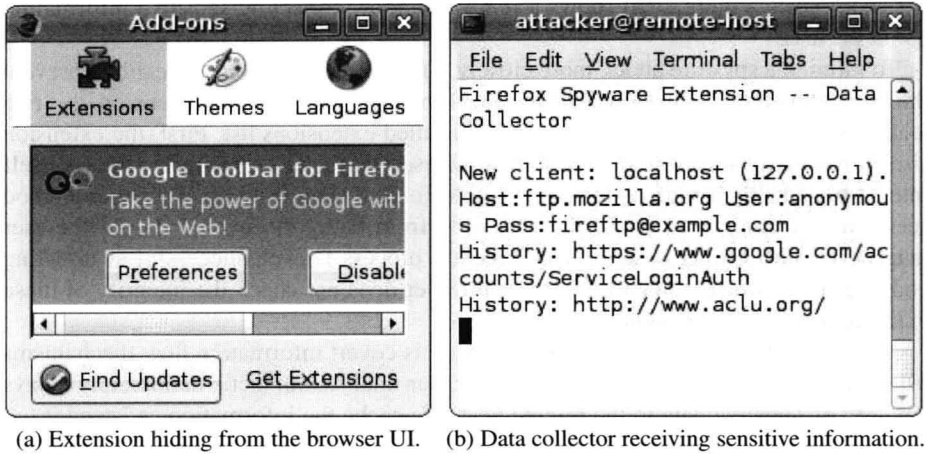 Add-ons
Extensions Themes Languages
Google Toolbar for Firefo
Take the power of Google with
on the Web!
Preferences Disable
Find Updates Get Extensions
(a) Extension hiding from the browser UI.
attacker@remote-host
File Edit View Terminal Tabs Help
Firefox Spyware Extension -- Data
Collector
New client: localhost (127.0.0.1).
Host:ftp.mozilla.org User:anonymou
s Pass:fireftp@example.com
History: https://www.google.com/ac
counts/ServiceLoginAuth
History: http://www.aclu.org/
(b) Data collector receiving sensitive information.